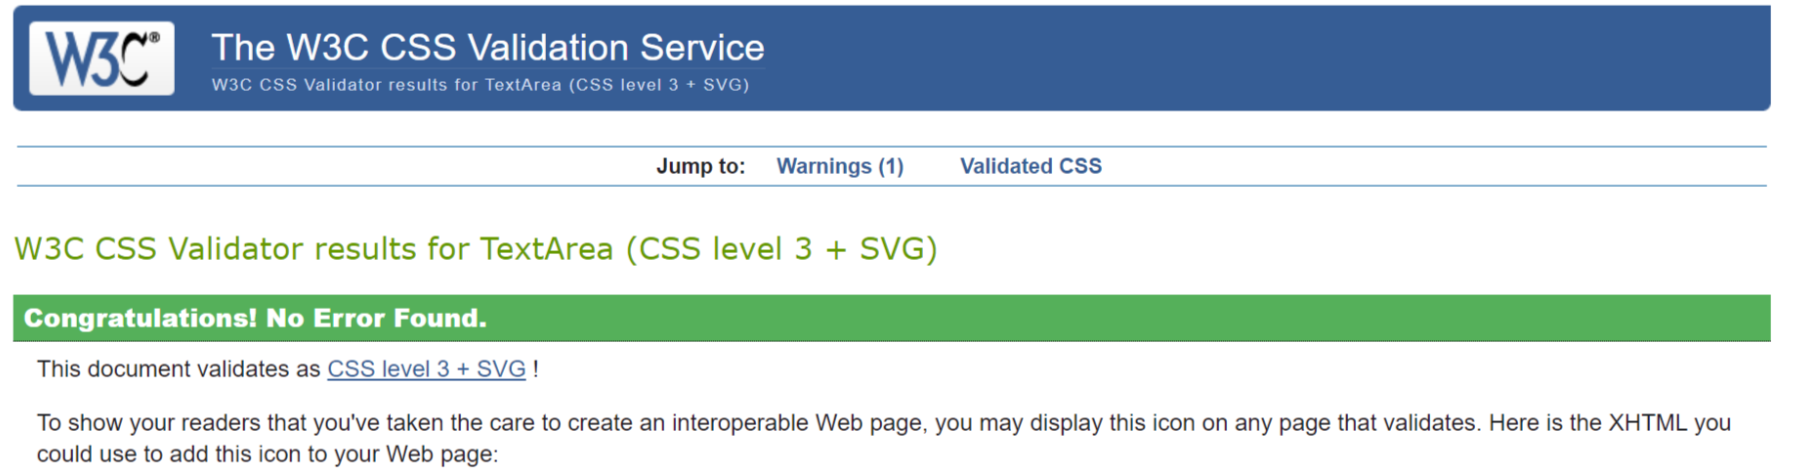 W3C®
The W3C CSS Validation Service
W3C CSS Validator results for TextArea (CSS level 3 + SVG)
Jump to: Warnings (1) Validated CSS
W3C CSS Validator results for TextArea (CSS level 3 + SVG)
Congratulations! No Error Found.
This document validates as CSS level 3 + SVG !
To show your readers that you've taken the care to create an interoperable Web page, you may display this icon on any page that validates. Here is the XHTML you
could use to add this icon to your Web page: